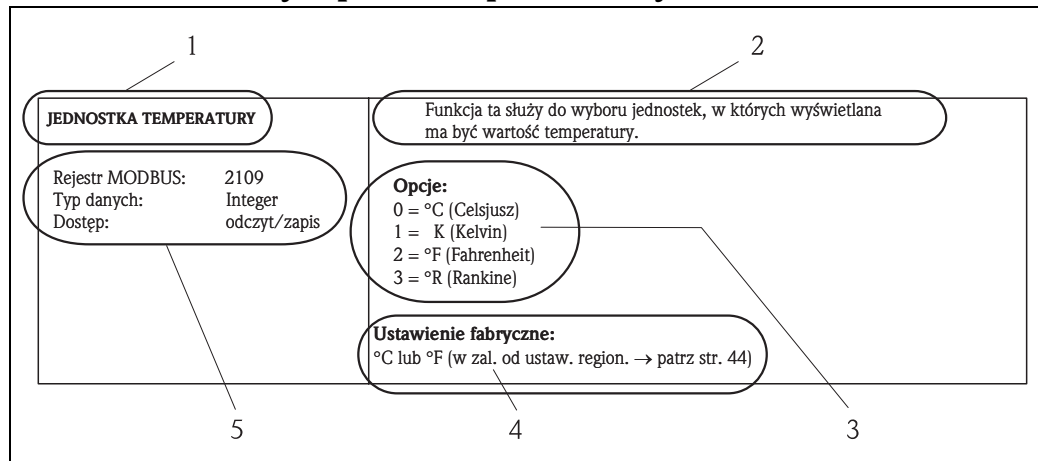 1
2
JEDNOSTKA TEMPERATURY
Funkcja ta służy do wyboru jednostek, w których wyświetlana
ma być wartość temperatury.
Rejestr MODBUS: 2109
Typ danych: Integer
Dostęp: odczyt/zapis
Opcje:
0 = °C (Celsjusz)
1 = K (Kelvin)
2 = °F (Fahrenheit)
3 = °R (Rankine)
Ustawienie fabryczne:
°C lub °F (w zal. od ustaw. region. → patrz str. 44)
5
4
3